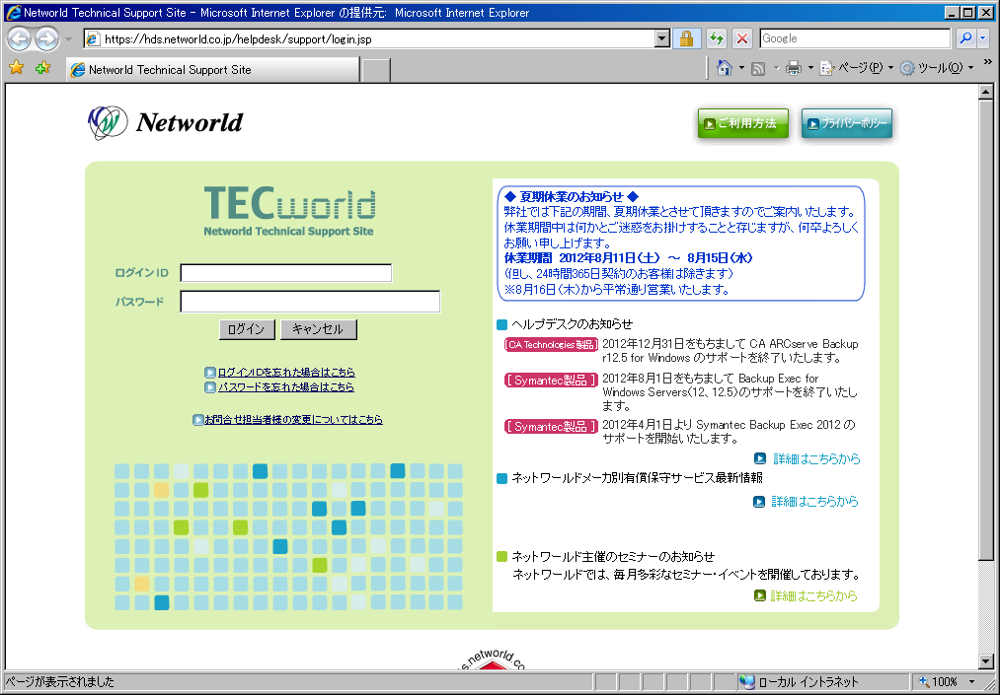 Networld Technical Support Site - Microsoft Internet Explorer の提供元: Microsoft Internet Explorer
https://hds.networld.co.jp/helpdesk/support/login.jsp
Google
Networld Technical Support Site
ページ(P)
ツール(O)
Networld
ご利用方法
プライバシーポリシー
TECworld
Networld Technical Support Site
ログイン ID
パスワード
ログイン
キャンセル
ログインIDを忘れた場合はこちら
パスワードを忘れた場合はこちら
お問合せ担当者様の変更についてはこちら
◆ 夏期休業のお知らせ ◆
弊社では下記の期間、夏期休業とさせて頂きますのでご案内いたします。
休業期間中は何かとご迷惑をお掛けすることと存じますが、何卒よろしく
お願い申し上げます。
休業期間 2012年8月11日(土) ～ 8月15日(水)
(但し、24時間365日契約のお客様は除きます)
※8月16日(木)から平常通り営業いたします。
ヘルプデスクのお知らせ
[CA Technologies製品]
2012年12月31日をもちまして CA ARCserve Backup
r12.5 for Windows のサポートを終了いたします。
[ Symantec製品 ]
2012年8月1日をもちまして Backup Exec for
Windows Servers(12、12.5)のサポートを終了いたし
ます。
[ Symantec製品 ]
2012年4月1日より Symantec Backup Exec 2012 の
サポートを開始いたします。
詳細はこちらから
ネットワールドメーカ別有償保守サービス最新情報
詳細はこちらから
ネットワールド主催のセミナーのお知らせ
ネットワールドでは、毎月多彩なセミナー・イベントを開催しております。
詳細はこちらから
ds.networld.co
ページが表示されました
ローカル イントラネット
100%